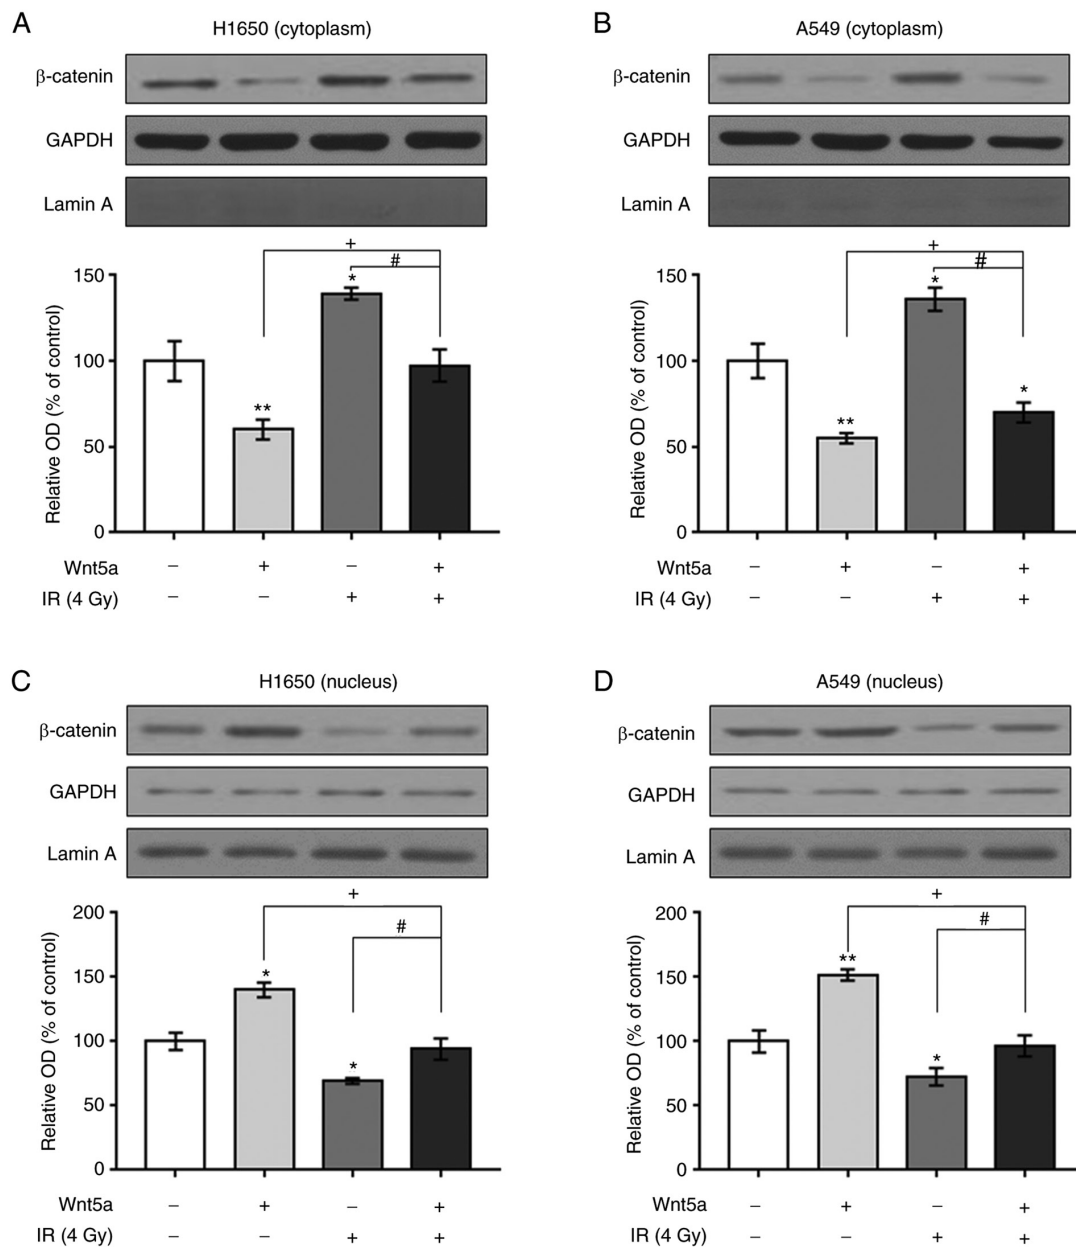 A
H1650 (cytoplasm)
β-catenin
GAPDH
Lamin A
+
#
*
**
Relative OD (% of control)
150
100
50
0
Wnt5a − + − +
IR (4 Gy) − − + +
B
A549 (cytoplasm)
β-catenin
GAPDH
Lamin A
+
#
*
*
**
Relative OD (% of control)
150
100
50
0
Wnt5a − + − +
IR (4 Gy) − − + +
C
H1650 (nucleus)
β-catenin
GAPDH
Lamin A
+
#
*
*
Relative OD (% of control)
200
150
100
50
0
Wnt5a − + − +
IR (4 Gy) − − + +
D
A549 (nucleus)
β-catenin
GAPDH
Lamin A
+
#
**
*
Relative OD (% of control)
200
150
100
50
0
Wnt5a − + − +
IR (4 Gy) − − + +